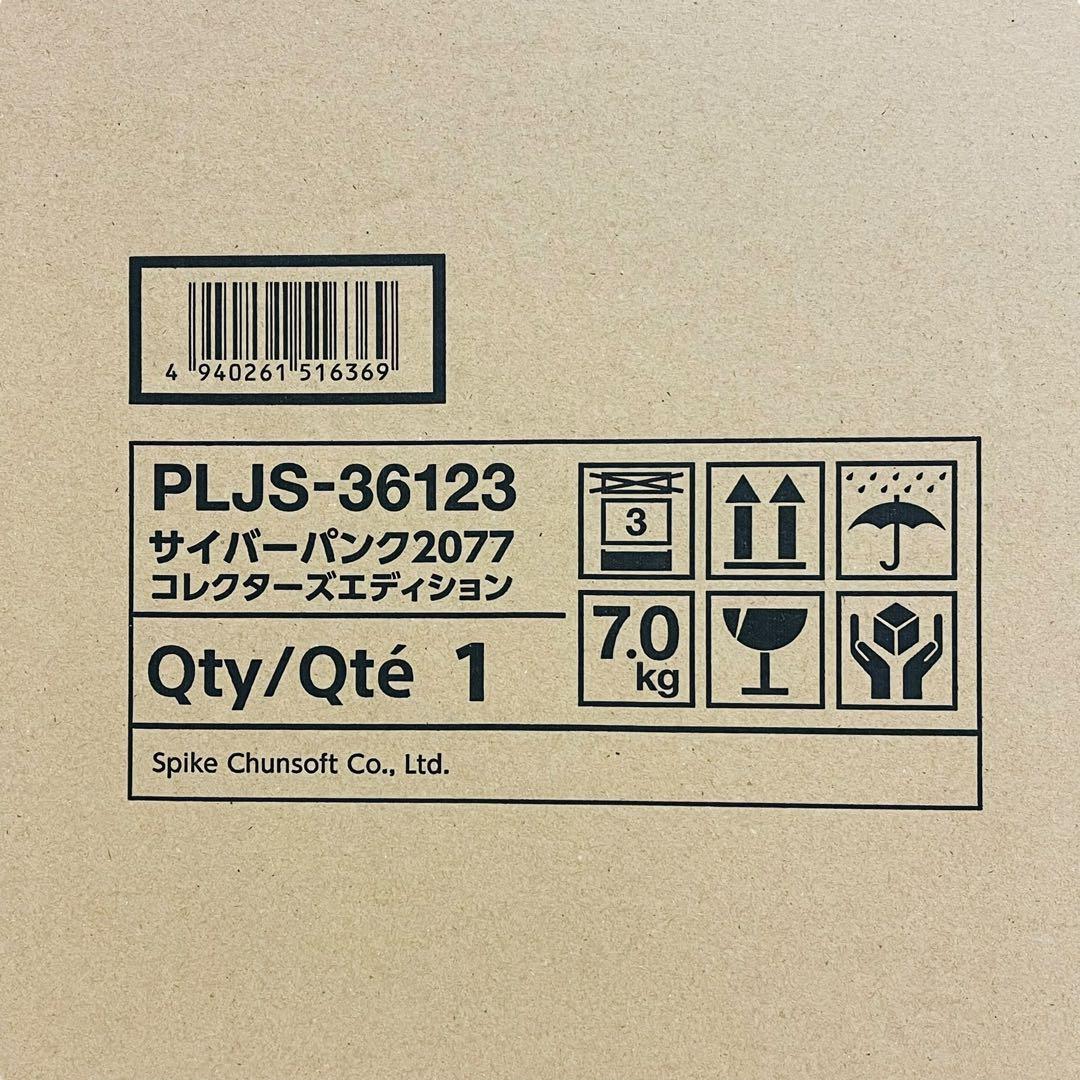 4 940261 516369
PLJS-36123
サイバーパンク2077
コレクターズエディション
Qty/Qté 1
3
7.0
kg
Spike Chunsoft Co., Ltd.